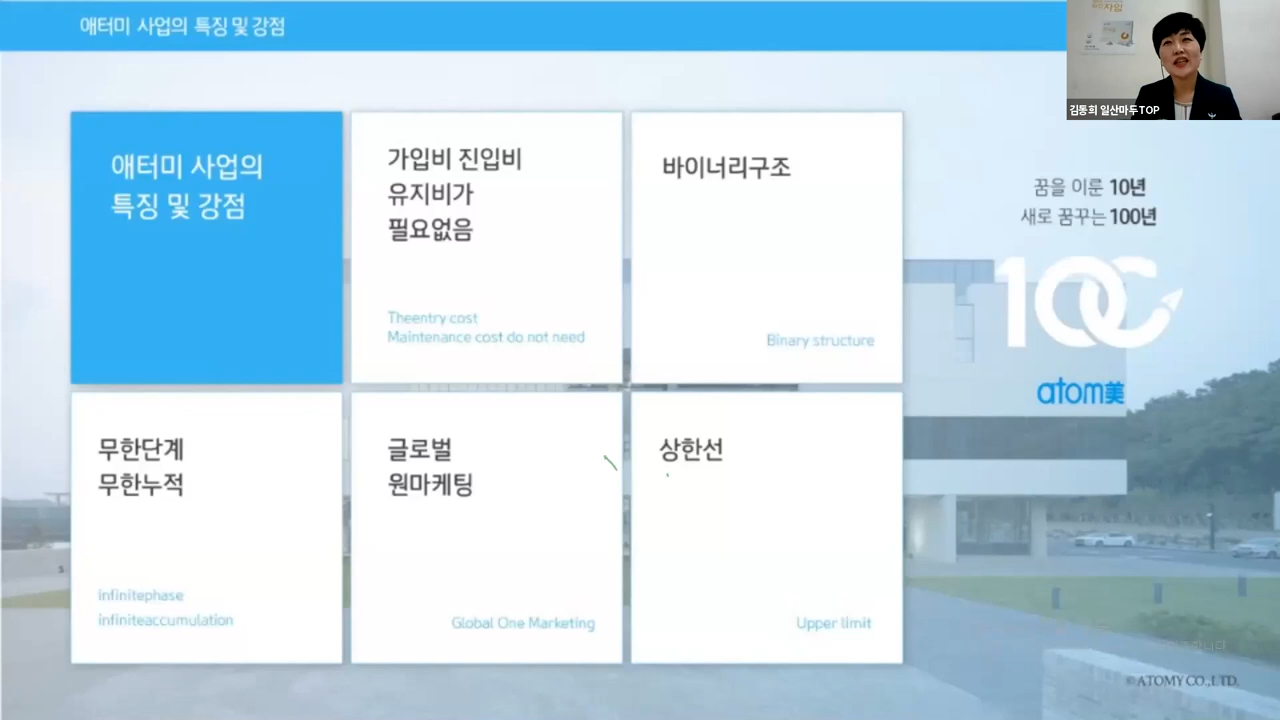 애터미 사업의 특징 및 강점
자임
김동희 일산마두TOP
애터미 사업의
특징 및 강점
가입비 진입비
유지비가
필요없음
Theentry cost
Maintenance cost do not need
바이너리구조
Binary structure
꿈을 이룬 10년
새로 꿈꾸는 100년
100
atom美
무한단계
무한누적
infinitephase
infiniteaccumulation
글로벌
원마케팅
Global One Marketing
상한선
Upper limit
©ATOMY CO.,LTD.